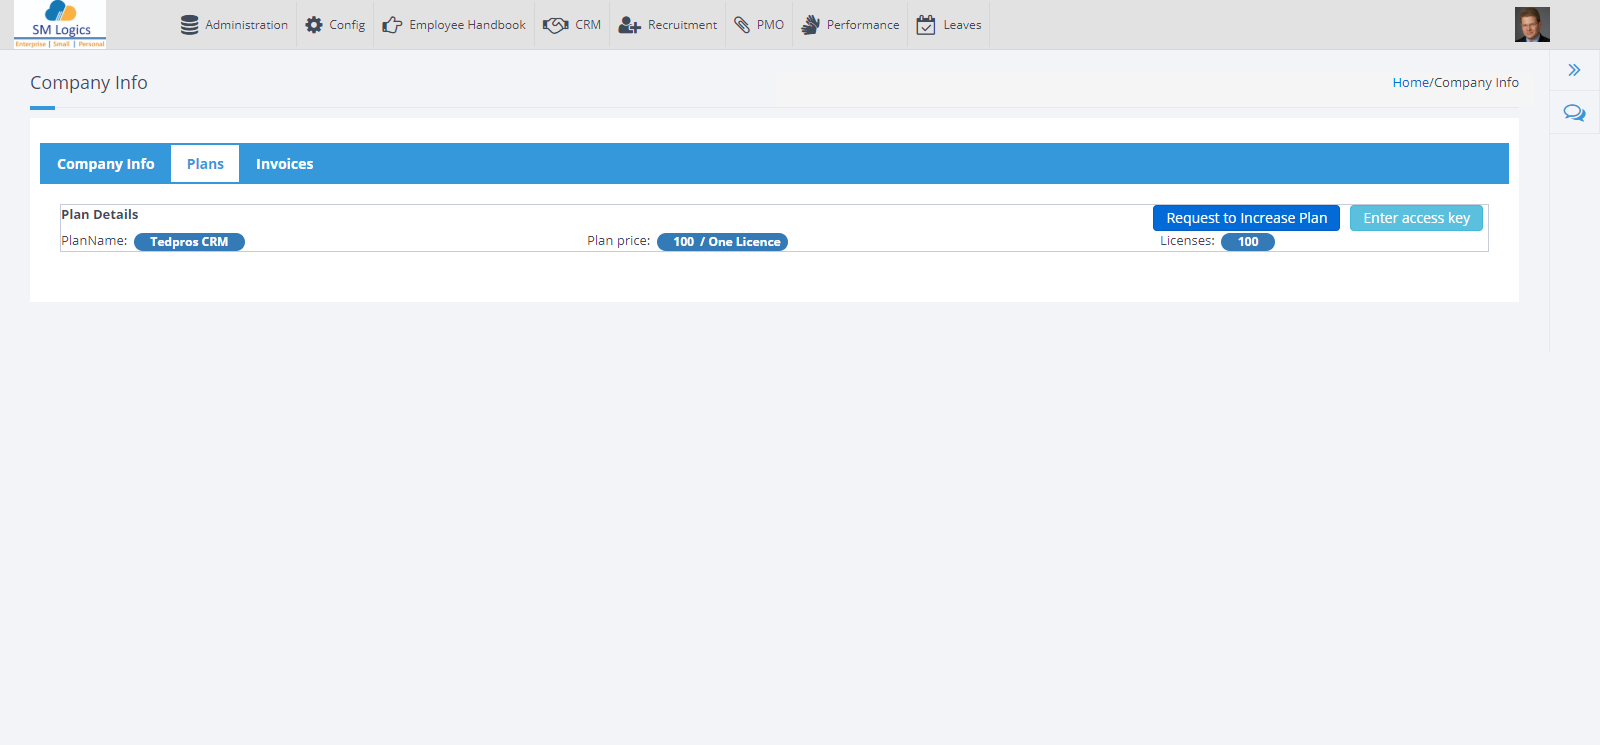 SM Logics
Enterprise | Small | Personal
Administration Config Employee Handbook CRM Recruitment PMO Performance Leaves
Company Info
Home/Company Info
Company Info Plans Invoices
Plan Details
Request to Increase Plan Enter access key
PlanName: Tedpros CRM Plan price: 100 / One Licence Licenses: 100